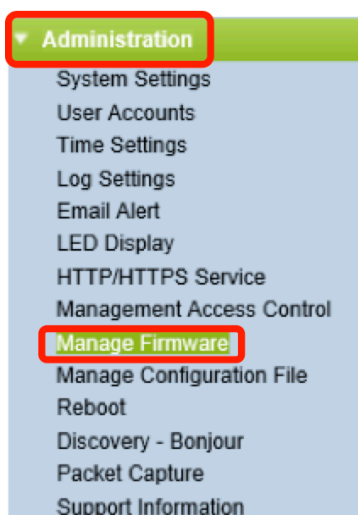 Administration
System Settings
User Accounts
Time Settings
Log Settings
Email Alert
LED Display
HTTP/HTTPS Service
Management Access Control
Manage Firmware
Manage Configuration File
Reboot
Discovery - Bonjour
Packet Capture
Support Information